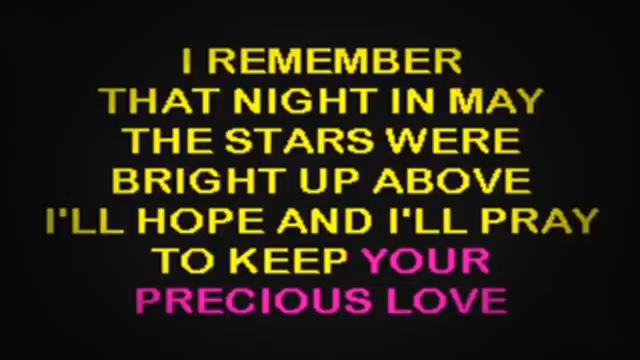 I REMEMBER
THAT NIGHT IN MAY
THE STARS WERE
BRIGHT UP ABOVE
I'LL HOPE AND I'LL PRAY
TO KEEP YOUR
PRECIOUS LOVE